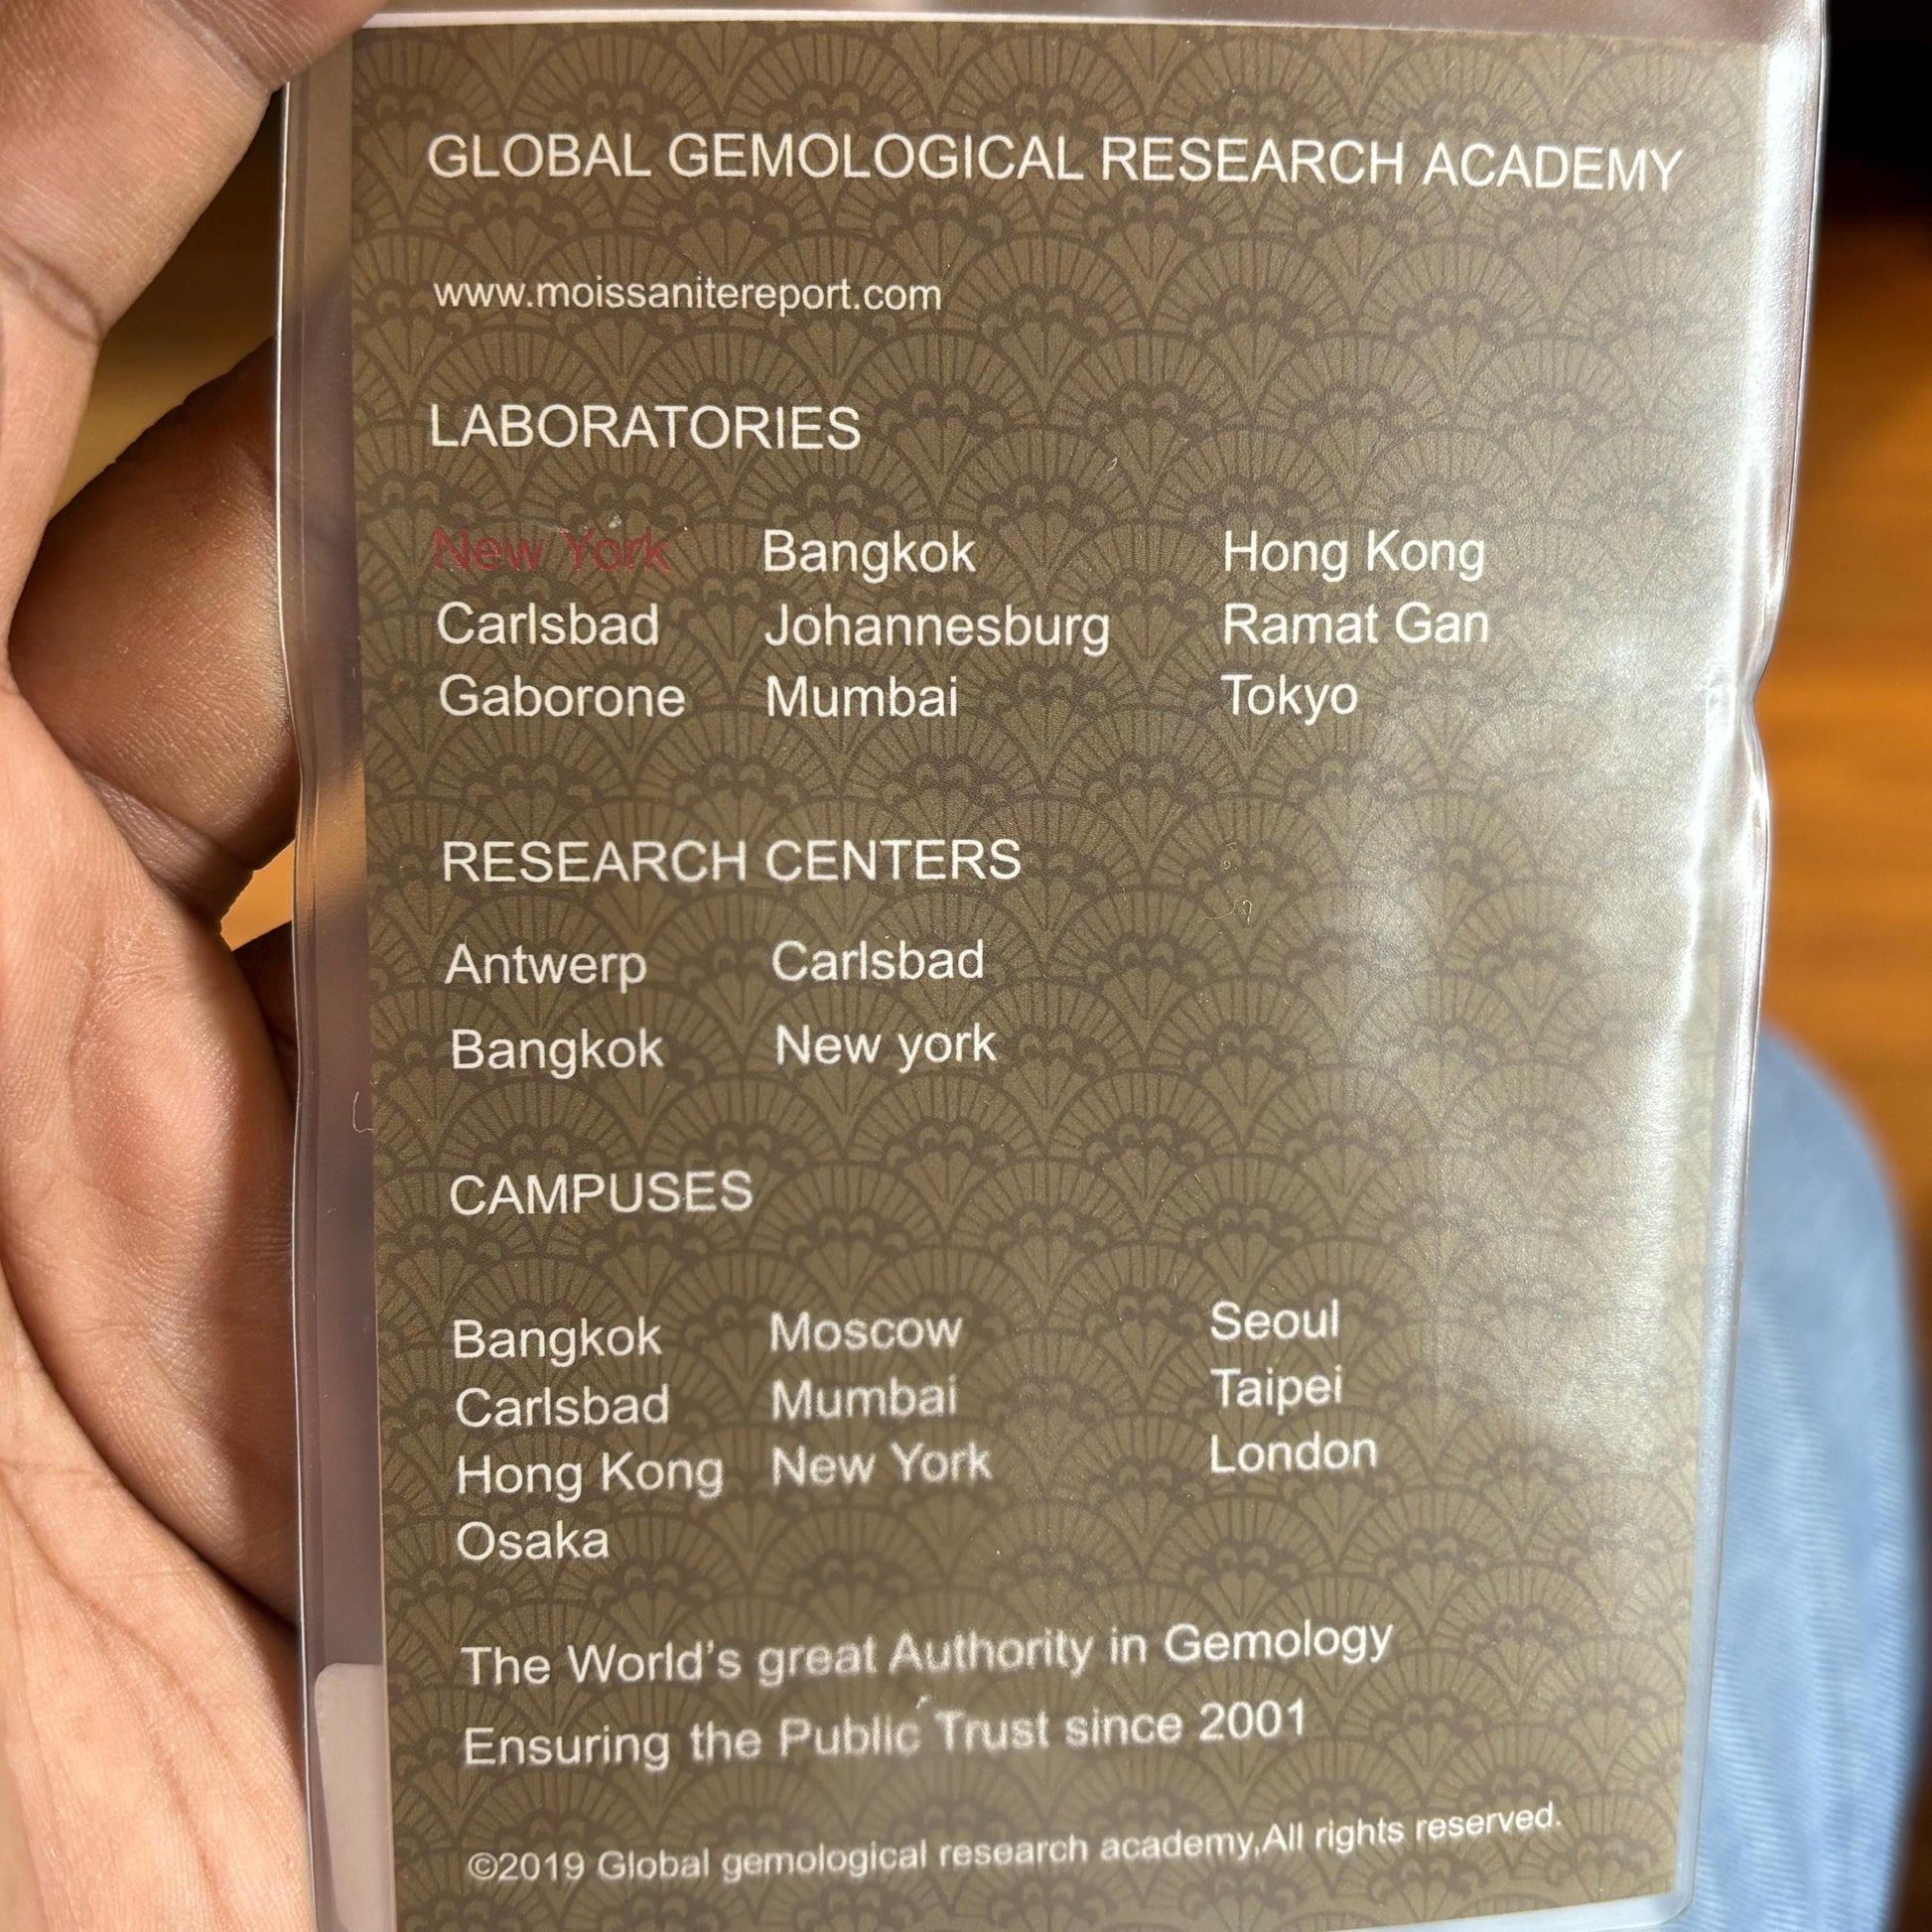 GLOBAL GEMOLOGICAL RESEARCH ACADEMY
www.moissanitereport.com
LABORATORIES
New York Bangkok Hong Kong
Carlsbad Johannesburg Ramat Gan
Gaborone Mumbai Tokyo
RESEARCH CENTERS
Antwerp Carlsbad
Bangkok New york
CAMPUSES
Bangkok Moscow Seoul
Carlsbad Mumbai Taipei
Hong Kong New York London
Osaka
The World's great Authority in Gemology
Ensuring the Public Trust since 2001
©2019 Global gemological research academy,All rights reserved.